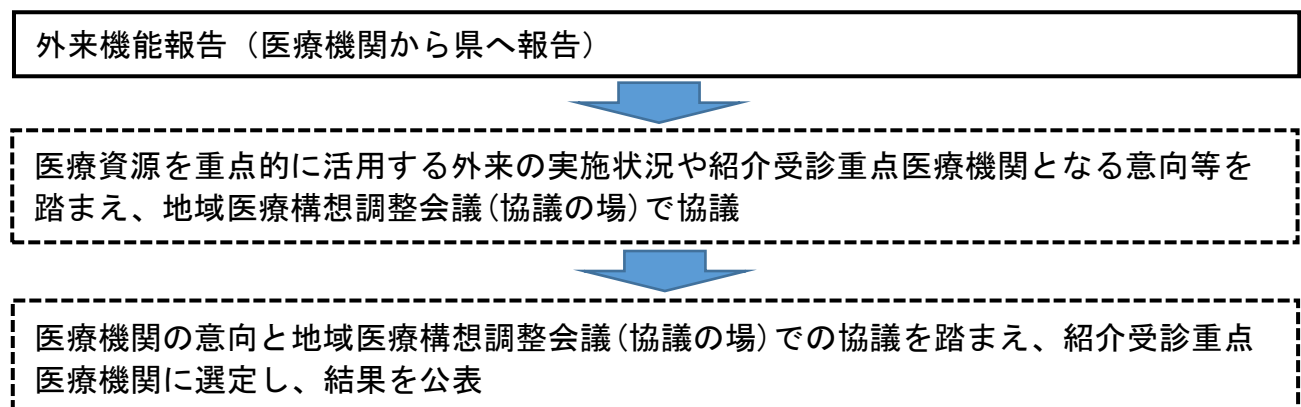 外来機能報告（医療機関から県へ報告）
医療資源を重点的に活用する外来の実施状況や紹介受診重点医療機関となる意向等を
踏まえ、地域医療構想調整会議(協議の場)で協議
医療機関の意向と地域医療構想調整会議(協議の場)での協議を踏まえ、紹介受診重点
医療機関に選定し、結果を公表